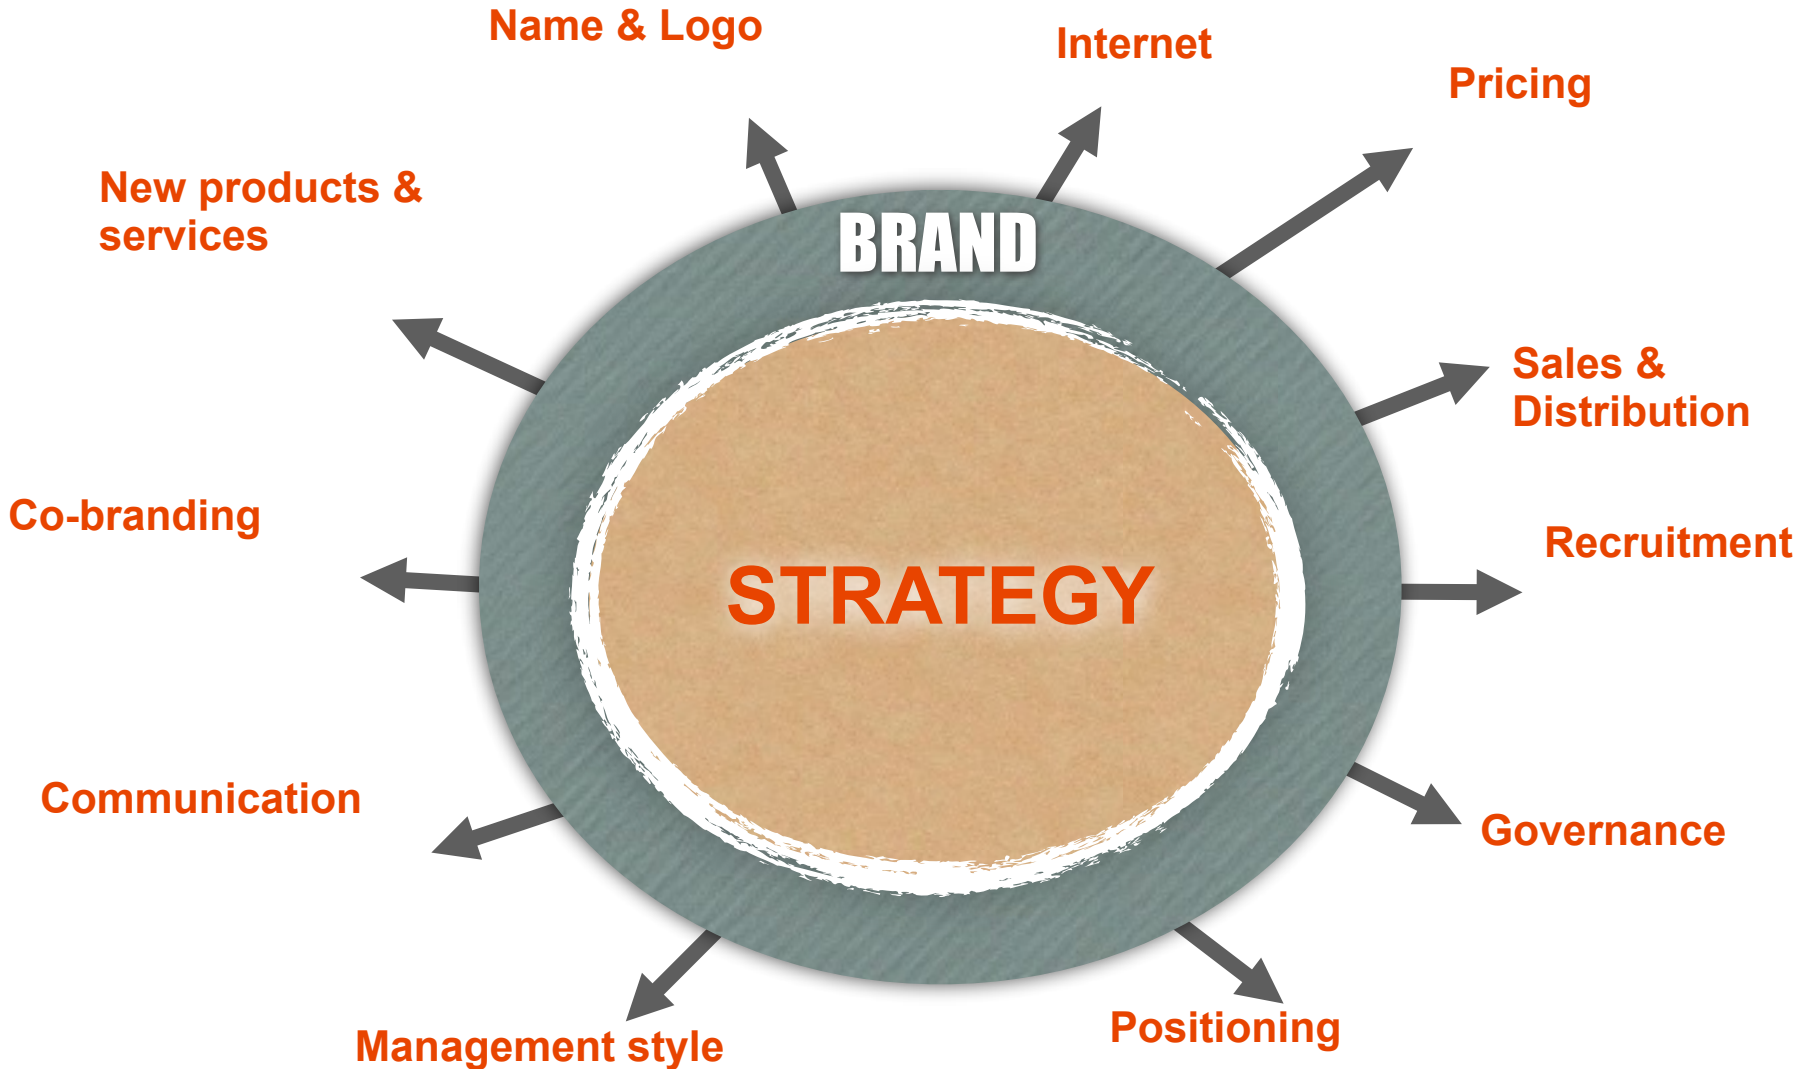 Name & Logo
Internet
Pricing
New products &
services
BRAND
Sales &
Distribution
Co-branding
Recruitment
STRATEGY
Communication
Governance
Positioning
Management style